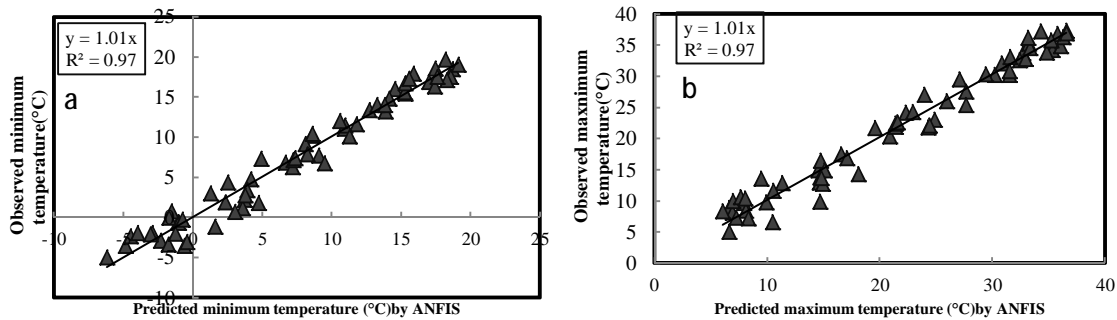 25
20
15
10
5
0
-10
-5
0
5
10
15
20
25
-10
y = 1.01x
R² = 0.97
a
Observed minimum
temperature(°C)
Predicted minimum temperature (°C)by ANFIS
40
35
30
25
20
15
10
5
0
0
10
20
30
40
y = 1.01x
R² = 0.97
b
Observed maxnimum
temperature(°C)
Predicted maximum temperature (°C)by ANFIS